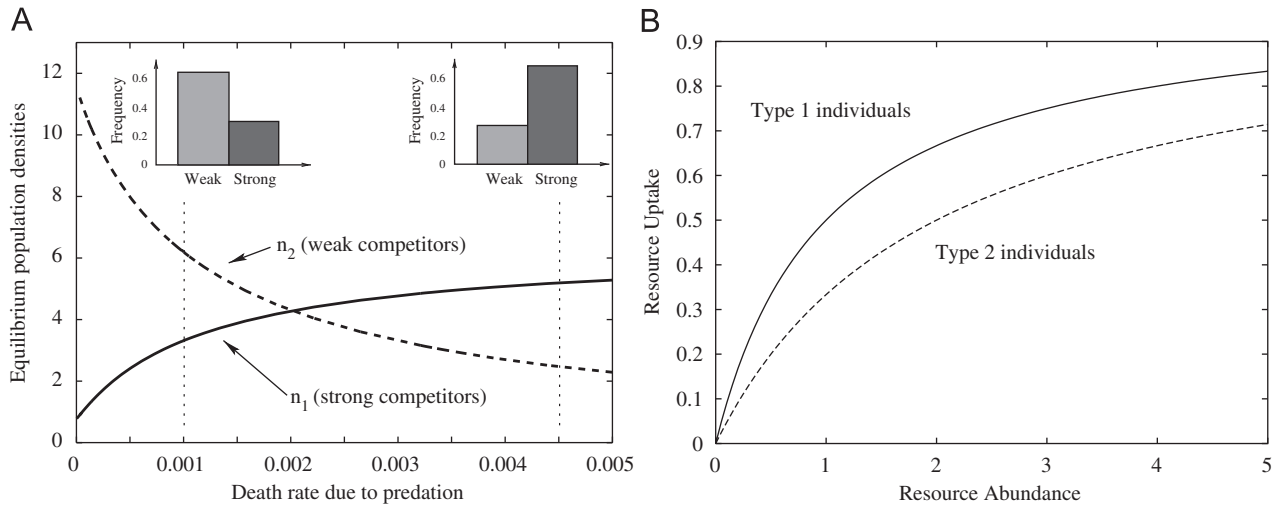 A
Equilibrium population densities
12
10
8
6
4
2
0
0
0.001
0.002
0.003
0.004
0.005
Death rate due to predation
Frequency
0.6
0.4
0.2
0
Weak
Strong
Frequency
0.6
0.4
0.2
0
Weak
Strong
n2 (weak competitors)
n1 (strong competitors)
B
Resource Uptake
0.9
0.8
0.7
0.6
0.5
0.4
0.3
0.2
0.1
0
0
1
2
3
4
5
Resource Abundance
Type 1 individuals
Type 2 individuals